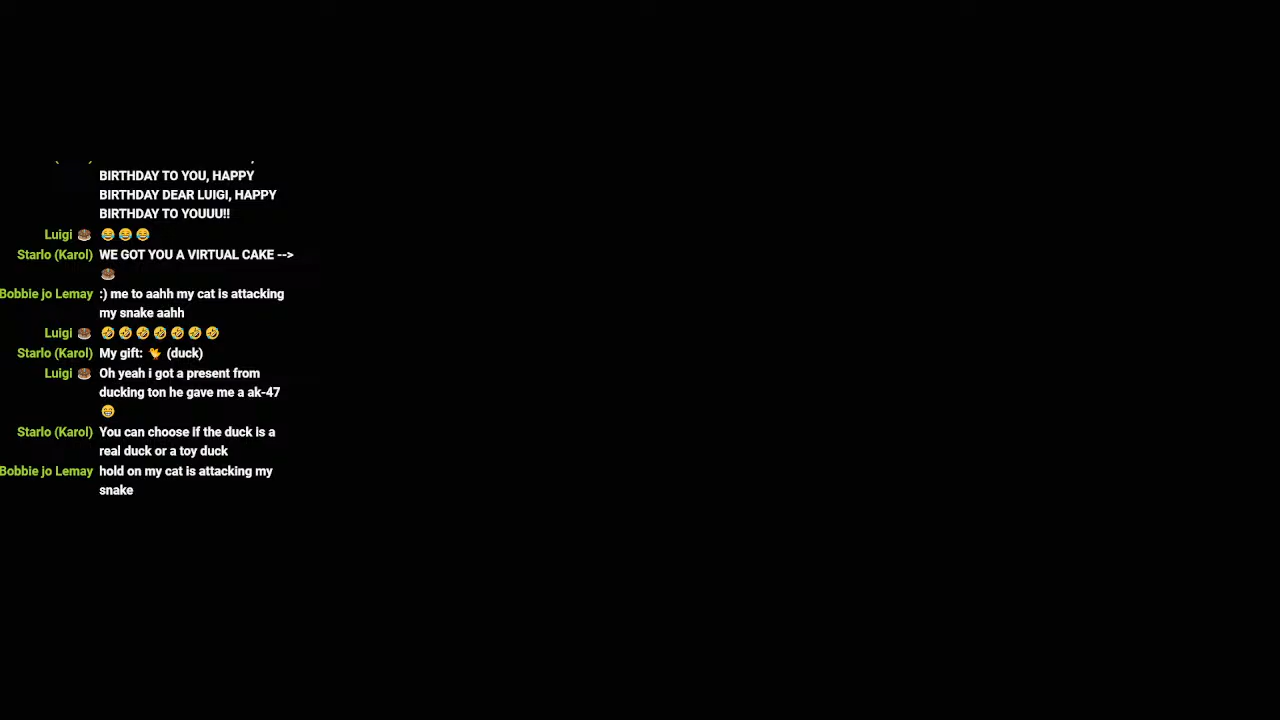 BIRTHDAY TO YOU, HAPPY
BIRTHDAY DEAR LUIGI, HAPPY
BIRTHDAY TO YOUUU!!
Luigi 🎂 😂😂😂
Starlo (Karol) WE GOT YOU A VIRTUAL CAKE -->
🎂
Bobbie jo Lemay :) me to aahh my cat is attacking
my snake aahh
Luigi 🎂 🤣🤣🤣🤣🤣🤣🤣
Starlo (Karol) My gift: 🐤 (duck)
Luigi 🎂 Oh yeah i got a present from
ducking ton he gave me a ak-47
😁
Starlo (Karol) You can choose if the duck is a
real duck or a toy duck
Bobbie jo Lemay hold on my cat is attacking my
snake